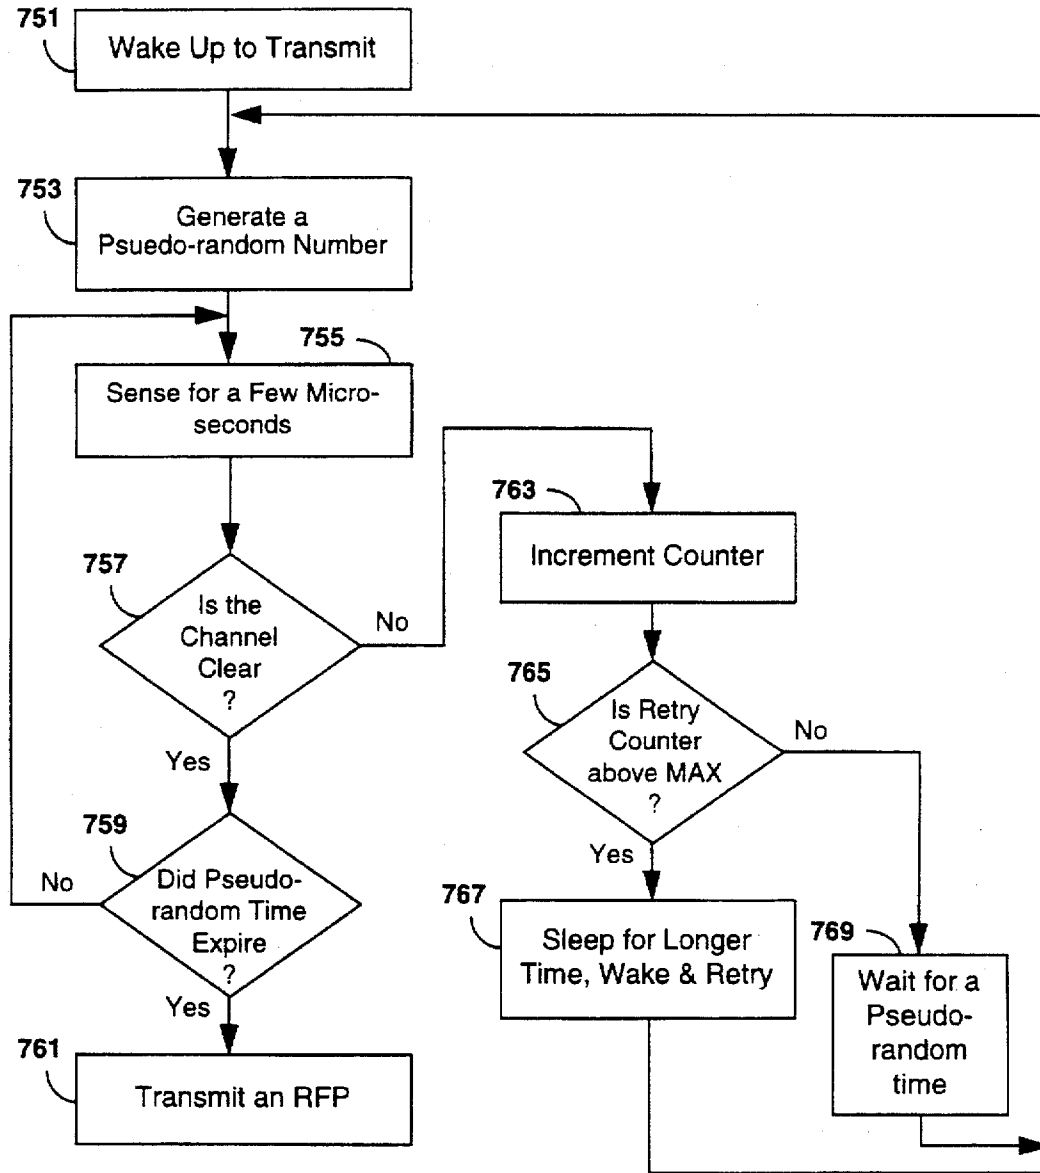 751
Wake Up to Transmit
753
Generate a
Psuedo-random Number
755
Sense for a Few Micro-
seconds
757
Is the
Channel
Clear
?
No
Yes
759
Did Pseudo-
random Time
Expire
?
No
Yes
761
Transmit an RFP
763
Increment Counter
765
Is Retry
Counter
above MAX
?
No
Yes
767
Sleep for Longer
Time, Wake & Retry
769
Wait for a
Pseudo-
random
time